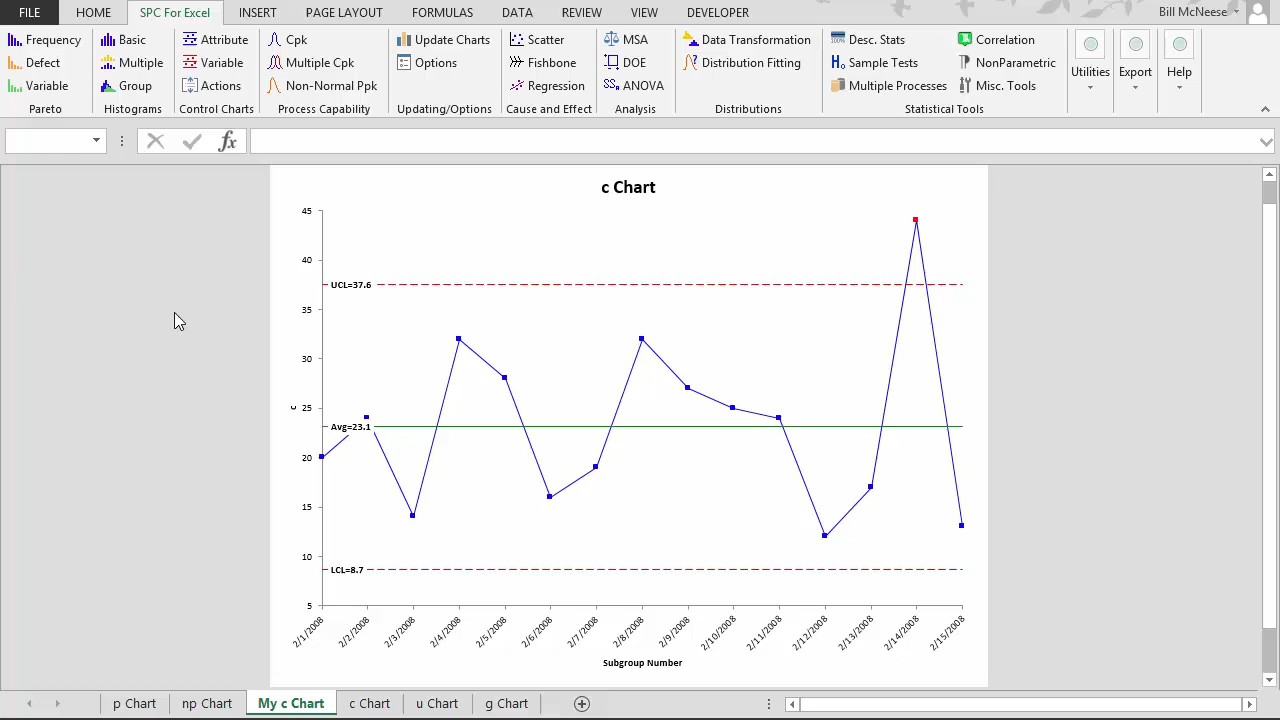 FILE HOME SPC For Excel INSERT PAGE LAYOUT FORMULAS DATA REVIEW VIEW DEVELOPER Bill McNeese
Frequency Basic Attribute Cpk Update Charts Scatter MSA Data Transformation Desc. Stats Correlation
Defect Multiple Variable Multiple Cpk Options Fishbone DOE Distribution Fitting Sample Tests NonParametric Utilities Export Help
Variable Group Actions Non-Normal Ppk Regression ANOVA Multiple Processes Misc. Tools
Pareto Histograms Control Charts Process Capability Updating/Options Cause and Effect Analysis Distributions Statistical Tools
fx
c Chart
45
40
UCL=37.6
35
30
25
c
Avg=23.1
20
15
10
LCL=8.7
5
2/1/2008 2/2/2008 2/3/2008 2/4/2008 2/5/2008 2/6/2008 2/7/2008 2/8/2008 2/9/2008 2/10/2008 2/11/2008 2/12/2008 2/13/2008 2/14/2008 2/15/2008
Subgroup Number
p Chart np Chart My c Chart c Chart u Chart g Chart